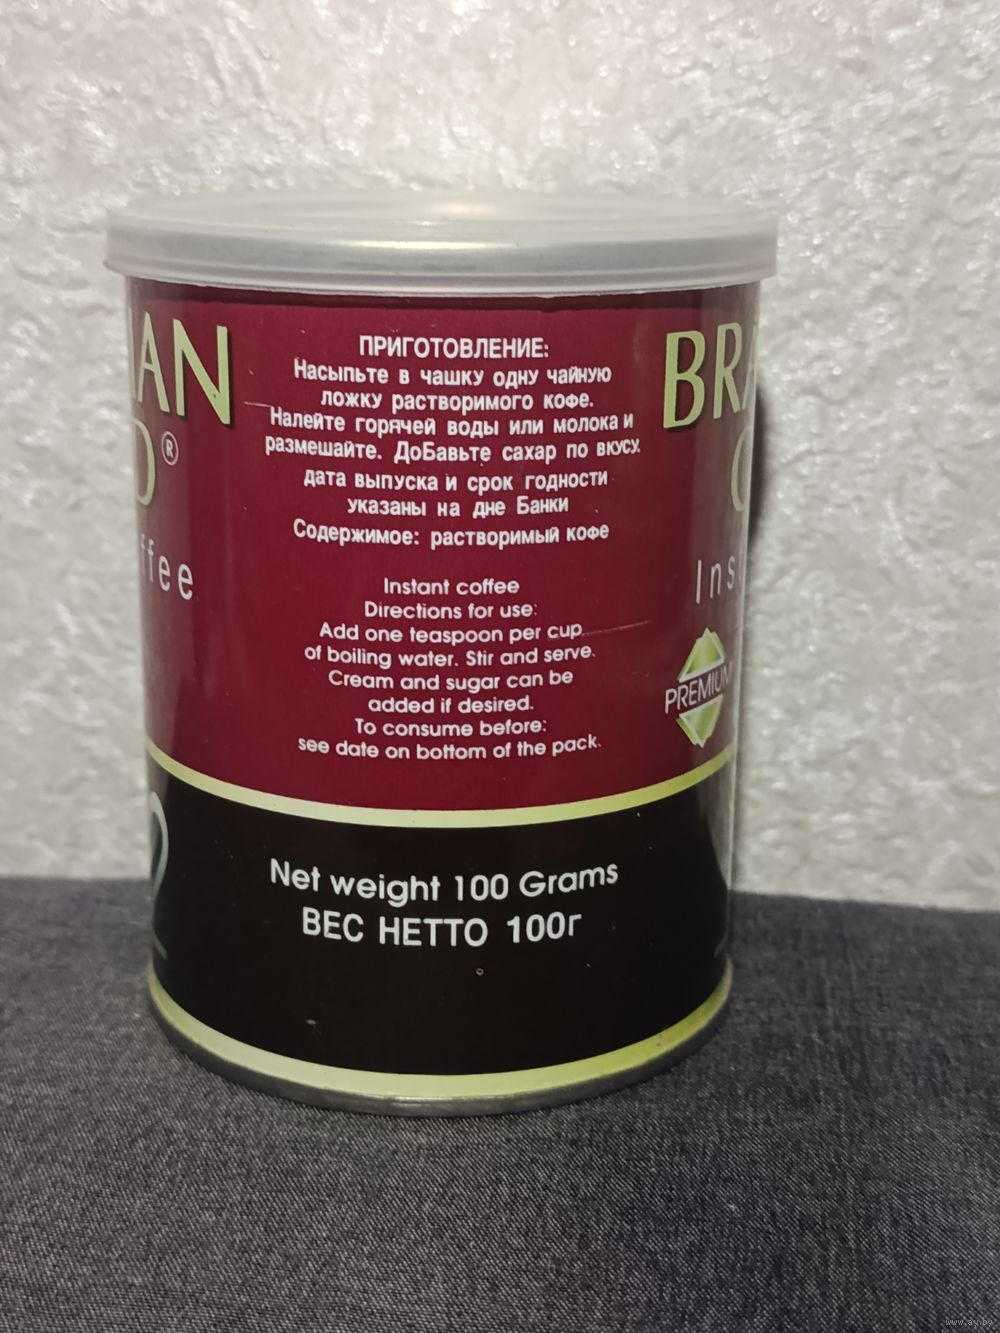 ПРИГОТОВЛЕНИЕ:
Насыпьте в чашку одну чайную
ложку растворимого кофе.
Налейте горячей воды или молока и
размешайте. ДоБавьте сахар по вкусу.
дата выпуска и срок годности
указаны на дне Банки
Содержимое: растворимый кофе
Instant coffee
Directions for use:
Add one teaspoon per cup
of boiling water. Stir and serve.
Cream and sugar can be
added if desired.
To consume before:
see date on bottom of the pack.
PREMIUM
Net weight 100 Grams
ВЕС НЕТТО 100г
www.ay.by